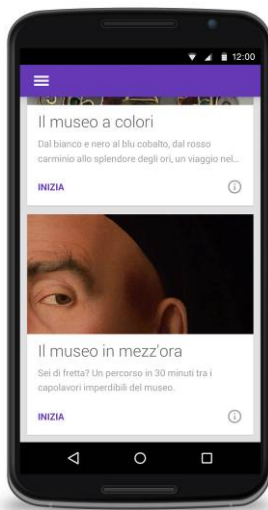 12:00
Il museo a colori
Dal bianco e nero al blu cobalto, dal rosso
carminio allo splendore degli ori, un viaggio nel...
INIZIA
Il museo in mezz'ora
Sei di fretta? Un percorso in 30 minuti tra i
capolavori imperdibili del museo.
INIZIA